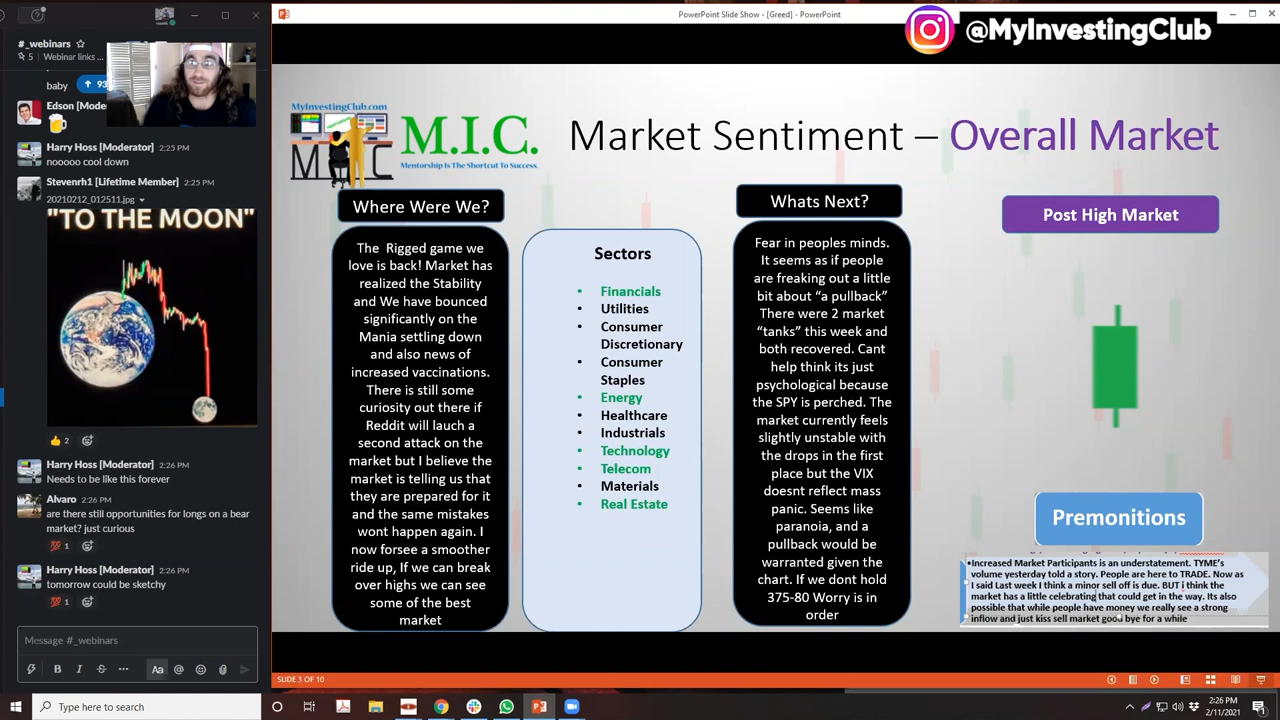 PowerPoint Slide Show - [Greed] - PowerPoint
@MyInvestingClub
# _webinars
5
Webinar links ...
baby
93
Edson [Mode
Harry Hoss [Moderator] 2:25 PM
nooooo cool down
Stevenrh1 [Lifetime Member]
2:25 PM
20210212_012511.jpg
"TO THE MOON"
2
Harry Hoss [Moderator] 2:26 PM
Needs to be like this forever
Alvaro 2:26 PM
are there still opportunities for longs on a bear
market? just curious
1
Harry Hoss [Moderator] 2:26 PM
tomorrow could be sketchy
1
Message #_webinars
B I S ··· Aa @
MyInvestingClub.com
MIC
M.I.C.
Mentorship Is The Shortcut To Success.
Market Sentiment – Overall Market
Where Were We?
The Rigged game we
love is back! Market has
realized the Stability
and We have bounced
significantly on the
Mania settling down
and also news of
increased vaccinations.
There is still some
curiosity out there if
Reddit will lauch a
second attack on the
market but I believe the
market is telling us that
they are prepared for it
and the same mistakes
wont happen again. I
now forsee a smoother
ride up, If we can break
over highs we can see
some of the best
market
Sectors
• Financials
• Utilities
• Consumer
Discretionary
• Consumer
Staples
• Energy
• Healthcare
• Industrials
• Technology
• Telecom
• Materials
• Real Estate
Whats Next?
Fear in peoples minds.
It seems as if people
are freaking out a little
bit about “a pullback”
There were 2 market
“tanks” this week and
both recovered. Cant
help think its just
psychological because
the SPY is perched. The
market currently feels
slightly unstable with
the drops in the first
place but the VIX
doesnt reflect mass
panic. Seems like
paranoia, and a
pullback would be
warranted given the
chart. If we dont hold
375-80 Worry is in
order
Post High Market
Premonitions
•Increased Market Participants is an understatement. TYME's
volume yesterday told a story. People are here to TRADE. Now as
I said Last week I think a minor sell off is due. BUT i think the
market has a little celebrating that could get in the way. Its also
possible that while people have money we really see a strong
inflow and just kiss sell market good bye for a while
SLIDE 3 OF 10
Type here to search
2:26 PM
2/11/2021